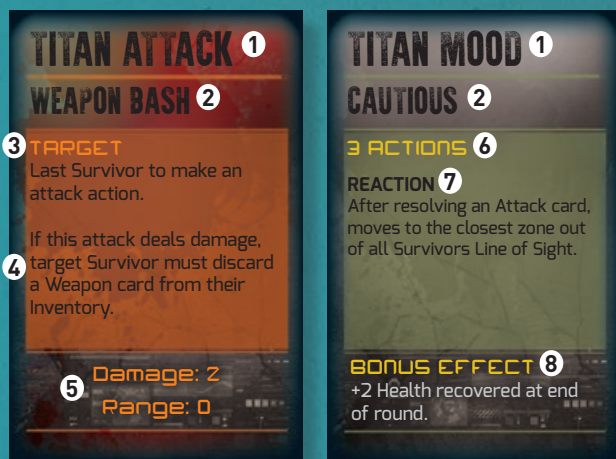 TITAN ATTACK 1
WEAPON BASH 2
3 TARGET
Last Survivor to make an
attack action.
If this attack deals damage,
4 target Survivor must discard
a Weapon card from their
Inventory.
5 Damage: 2
Range: 0
TITAN MOOD 1
CAUTIOUS 2
3 ACTIONS 6
REACTION 7
After resolving an Attack card,
moves to the closest zone out
of all Survivors Line of Sight.
BONUS EFFECT 8
+2 Health recovered at end
of round.